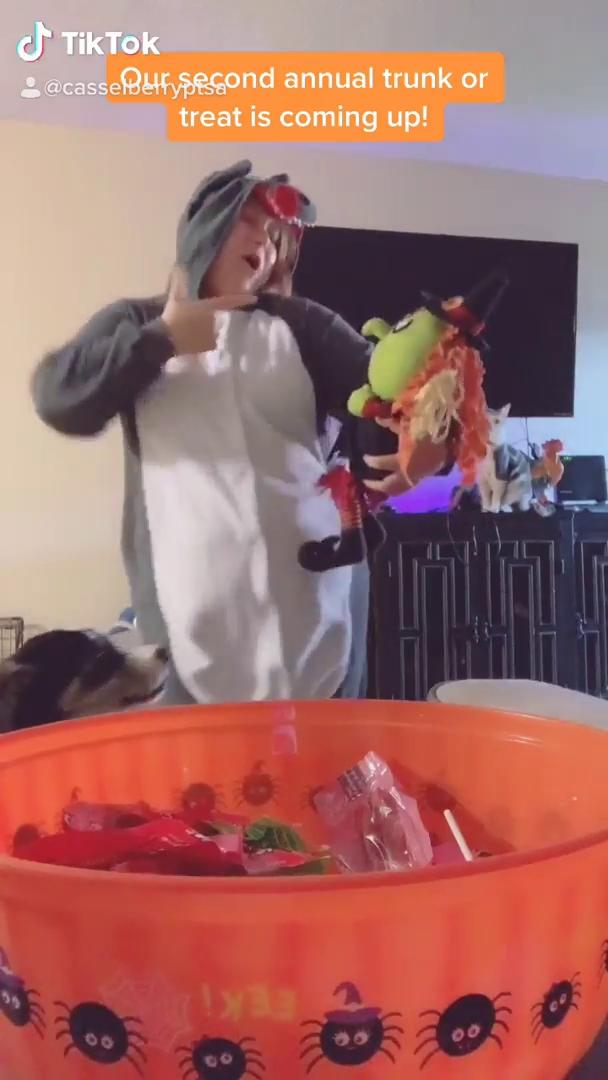 TikTok
@casselberryptsa
Our second annual trunk or
treat is coming up!
EEK!